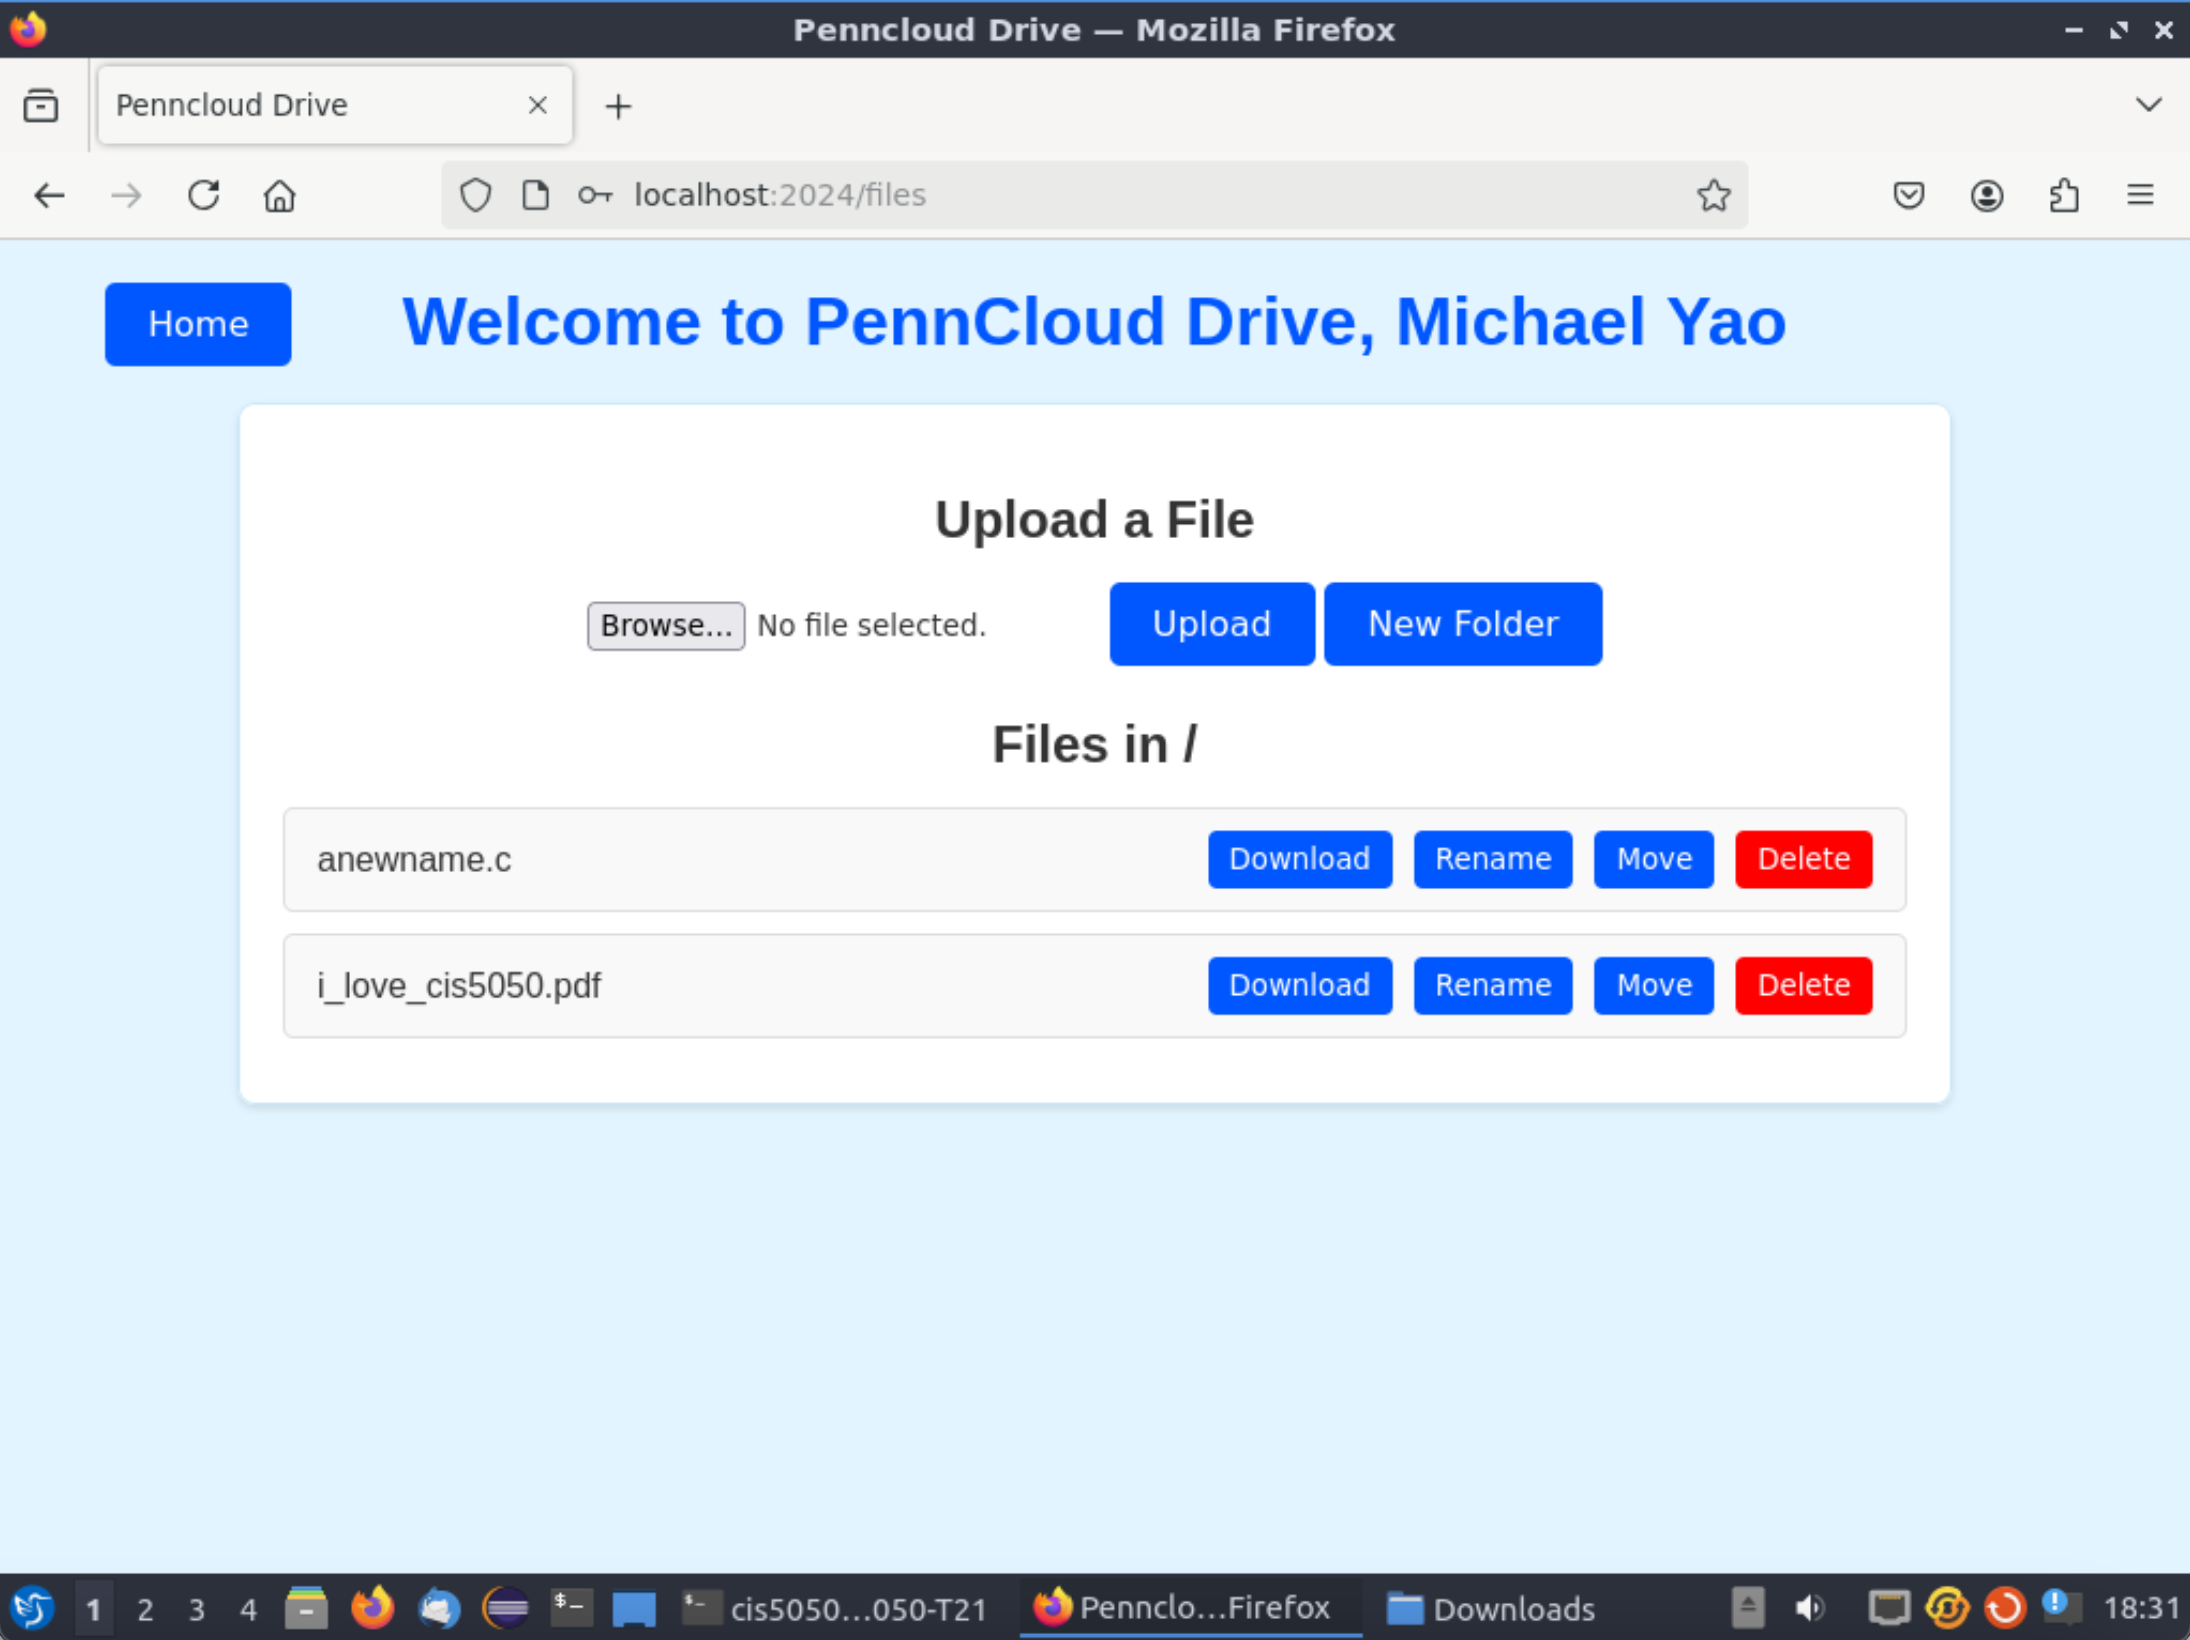 Penncloud Drive — Mozilla Firefox
Penncloud Drive
localhost:2024/files
Home
Welcome to PennCloud Drive, Michael Yao
Upload a File
Browse... No file selected. Upload New Folder
Files in /
anewname.c Download Rename Move Delete
i_love_cis5050.pdf Download Rename Move Delete
1 2 3 4 $− $− cis5050...050-T21 Pennclo...Firefox Downloads 18:31